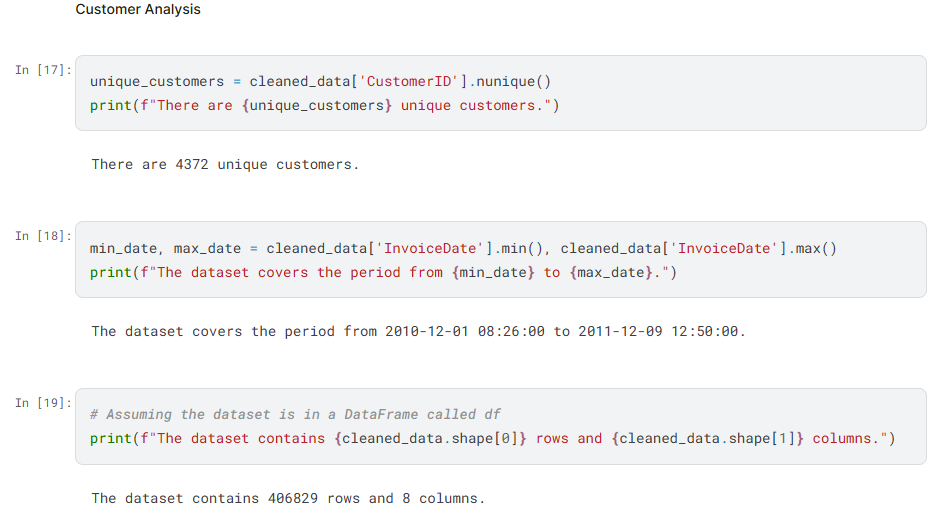 Customer Analysis
In [17]:
unique_customers = cleaned_data['CustomerID'].nunique()
print(f"There are {unique_customers} unique customers.")
There are 4372 unique customers.
In [18]:
min_date, max_date = cleaned_data['InvoiceDate'].min(), cleaned_data['InvoiceDate'].max()
print(f"The dataset covers the period from {min_date} to {max_date}.")
The dataset covers the period from 2010-12-01 08:26:00 to 2011-12-09 12:50:00.
In [19]:
# Assuming the dataset is in a DataFrame called df
print(f"The dataset contains {cleaned_data.shape[0]} rows and {cleaned_data.shape[1]} columns.")
The dataset contains 406829 rows and 8 columns.